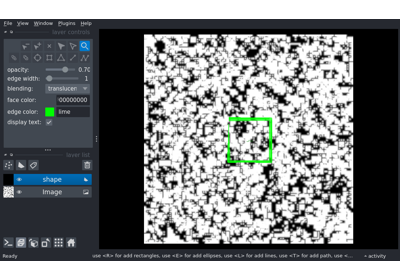 File View Window Plugins Help
layer controls
opacity: 0.70
edge width: 1
blending: translucen
face color: 00000000
edge color: lime
display text:
layer list
shape
Image
Ready
use <R> for add rectangles, use <E> for add ellipses, use <L> for add lines, use <T> for add path, use <...
activity